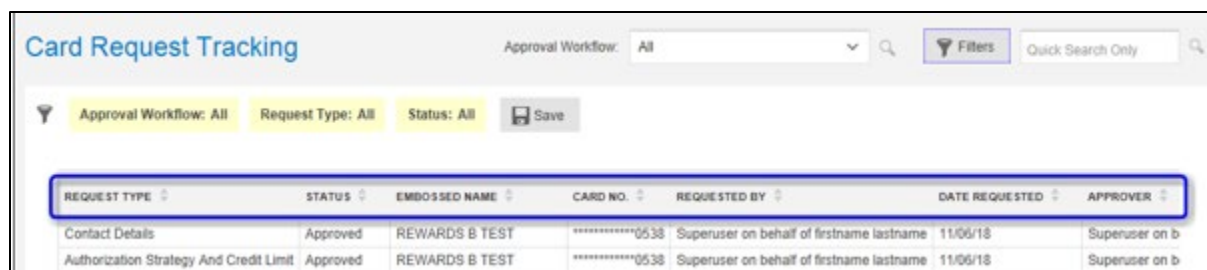 Card Request Tracking Approval Workflow: All Filters Quick Search Only
Approval Workflow: All Request Type: All Status: All Save
REQUEST TYPE STATUS EMBOSSED NAME CARD NO. REQUESTED BY DATE REQUESTED APPROVER
Contact Details Approved REWARDS B TEST ************0538 Superuser on behalf of firstname lastname 11/06/18 Superuser on b
Authorization Strategy And Credit Limit Approved REWARDS B TEST ************0538 Superuser on behalf of firstname lastname 11/06/18 Superuser on b